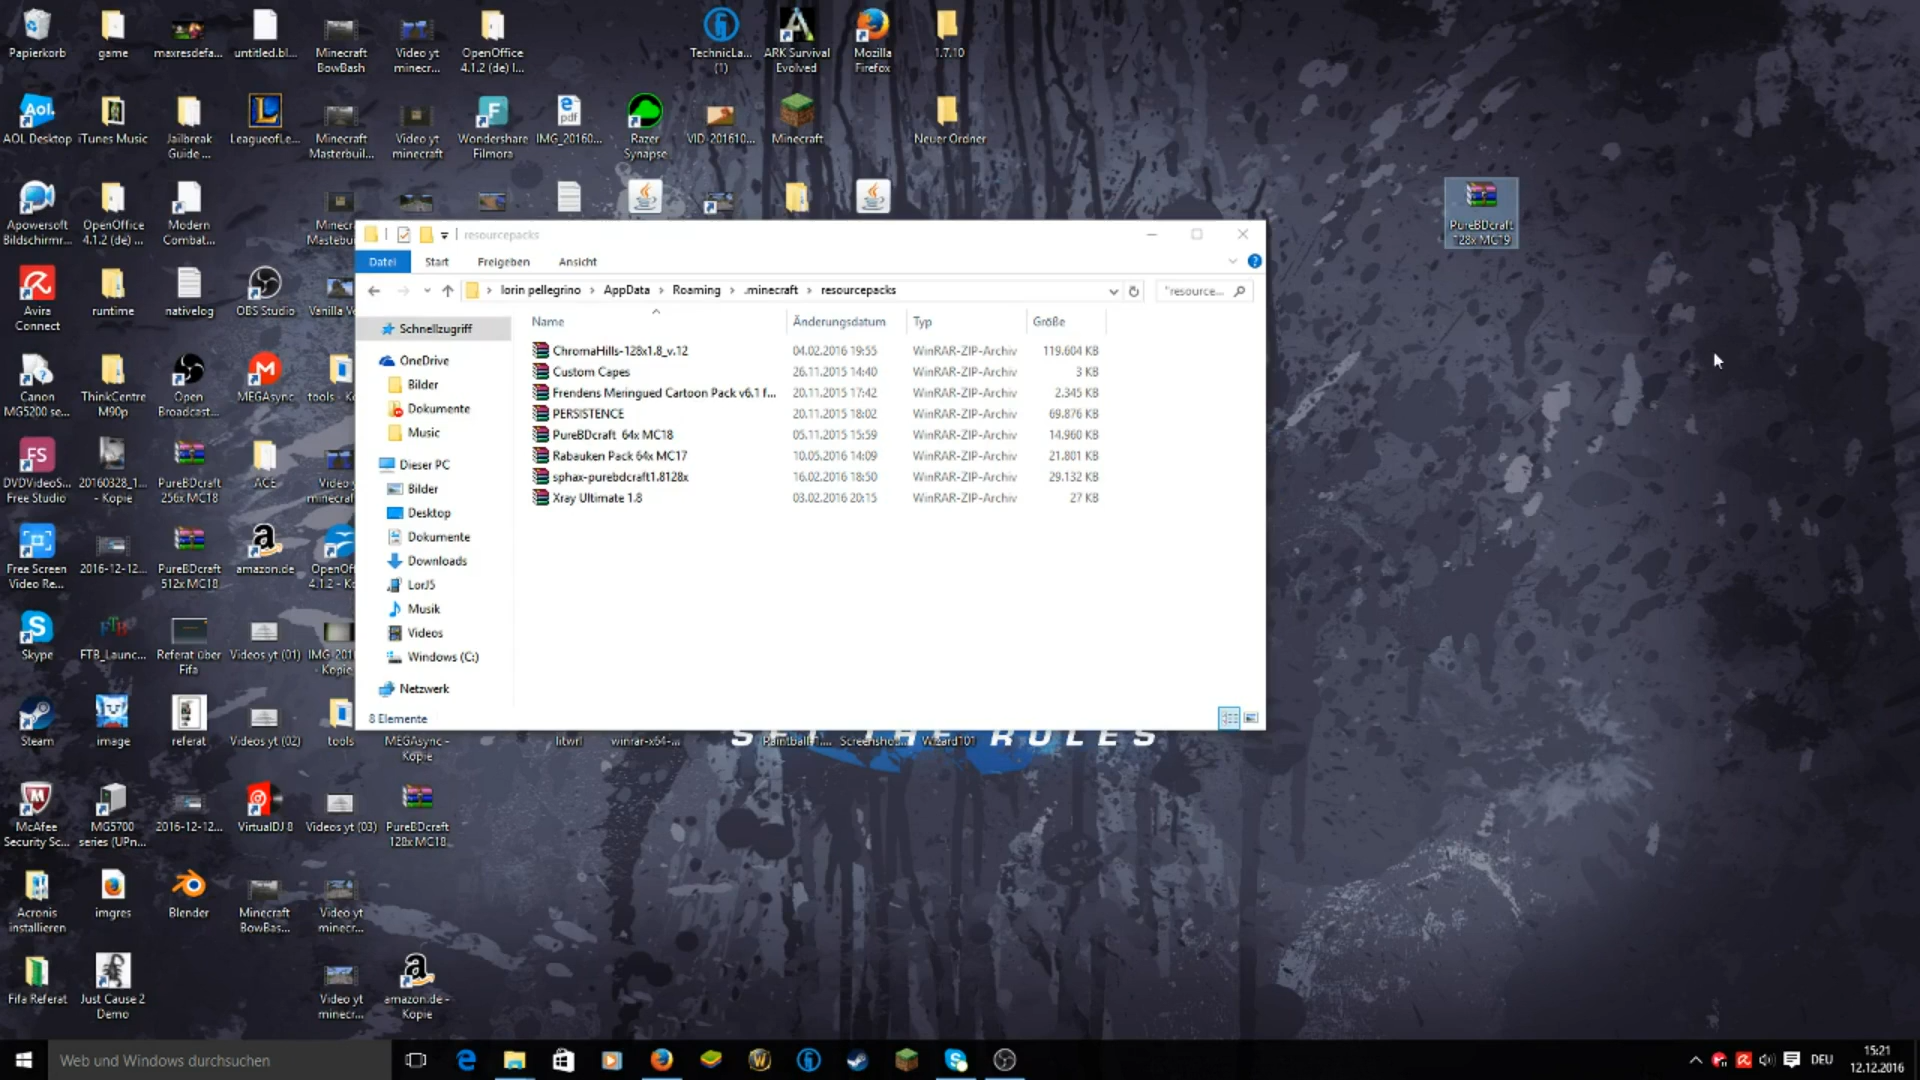 Papierkorb
game
maxresdefa...
untitled.bl...
Minecraft
BowBash
Video yt
minecr...
OpenOffice
4.1.2 (de) I...
TechnicLa...
(1)
ARK Survival
Evolved
Mozilla
Firefox
1.7.10
Aol.
AOL Desktop
iTunes Music
Jailbreak
Guide ...
LeagueofLe...
Minecraft
Masterbuil...
Video yt
minecraft
Wondershare
Filmora
pdf
IMG_20160...
Razer
Synapse
VID-201610...
Minecraft
Neuer Ordner
Apowersoft
Bildschirmr...
OpenOffice
4.1.2 (de) ...
Modern
Combat...
PureBDcraft
128x MC19
Avira
Connect
runtime
nativelog
OBS Studio
Canon
MG5200 se...
ThinkCentre
M90p
Open
Broadcast...
MEGAsync
FS
DVDVideoS...
Free Studio
20160328_1...
- Kopie
PureBDcraft
256x MC18
ACE
Free Screen
Video Re...
2016-12-12...
PureBDcraft
512x MC18
amazon.de
Skype
FTB
FTB_Launc...
Referat über
Fifa
Videos yt (01)
Steam
image
referat
Videos yt (02)
tools
MEGAsync -
Kopie
winrar-x64-...
Paintball-1....
Screenshot...
Wizard101
SET THE RULES
McAfee
Security Sc...
MG5700
series (UPn...
2016-12-12...
VirtualDJ 8
Videos yt (03)
PureBDcraft
128x MC18
Acronis
installieren
imgres
Blender
Minecraft
BowBas...
Video yt
minecr...
Fifa Referat
Just Cause 2
Demo
Video yt
minecr...
amazon.de -
Kopie
resourcepacks
Datei
Start
Freigeben
Ansicht
lorin pellegrino > AppData > Roaming > .minecraft > resourcepacks
"resource...
Name Änderungsdatum Typ Größe
ChromaHills-128x1.8_v.12 04.02.2016 19:55 WinRAR-ZIP-Archiv 119.604 KB
Custom Capes 26.11.2015 14:40 WinRAR-ZIP-Archiv 3 KB
Frendens Meringued Cartoon Pack v6.1 f... 20.11.2015 17:42 WinRAR-ZIP-Archiv 2.345 KB
PERSISTENCE 20.11.2015 18:02 WinRAR-ZIP-Archiv 69.876 KB
PureBDcraft 64x MC18 05.11.2015 15:59 WinRAR-ZIP-Archiv 14.960 KB
Rabauken Pack 64x MC17 10.05.2016 14:09 WinRAR-ZIP-Archiv 21.801 KB
sphax-purebdcraft1.8128x 16.02.2016 18:50 WinRAR-ZIP-Archiv 29.132 KB
Xray Ultimate 1.8 03.02.2016 20:15 WinRAR-ZIP-Archiv 27 KB
Schnellzugriff
OneDrive
Bilder
Dokumente
Music
Dieser PC
Bilder
Desktop
Dokumente
Downloads
LorJ5
Musik
Videos
Windows (C:)
Netzwerk
8 Elemente
Web und Windows durchsuchen
DEU
15:21
12.12.2016